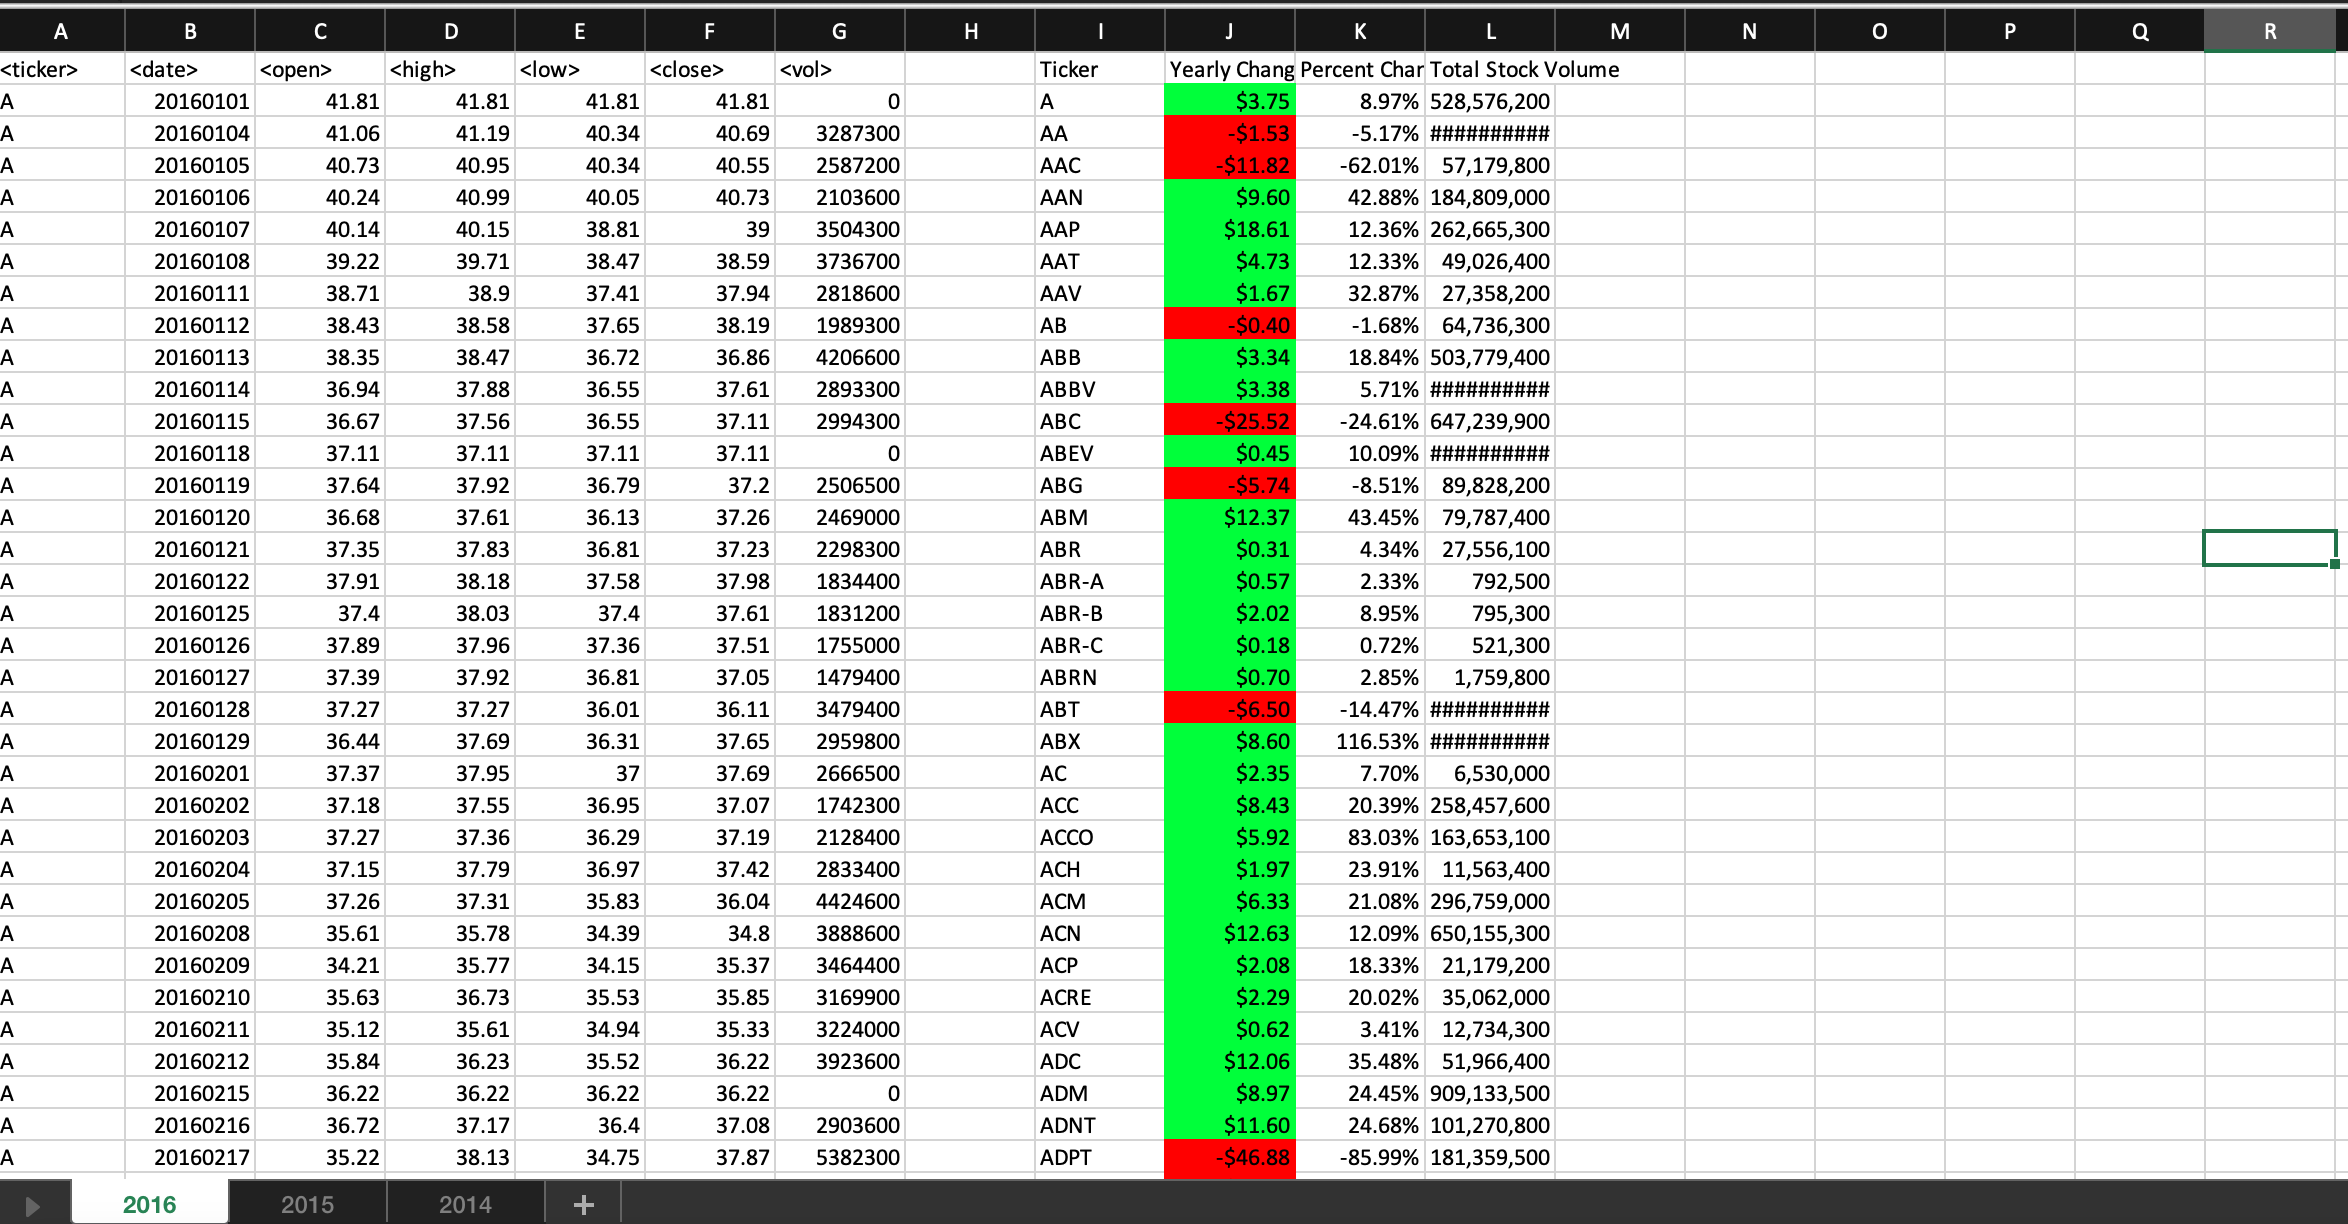 A B C D E F G H I J K L M N O P Q R
<ticker> <date> <open> <high> <low> <close> <vol> Ticker Yearly Chang Percent Char Total Stock Volume
A 20160101 41.81 41.81 41.81 41.81 0 A $3.75 8.97% 528,576,200
A 20160104 41.06 41.19 40.34 40.69 3287300 AA -$1.53 -5.17% ##########
A 20160105 40.73 40.95 40.34 40.55 2587200 AAC -$11.82 -62.01% 57,179,800
A 20160106 40.24 40.99 40.05 40.73 2103600 AAN $9.60 42.88% 184,809,000
A 20160107 40.14 40.15 38.81 39 3504300 AAP $18.61 12.36% 262,665,300
A 20160108 39.22 39.71 38.47 38.59 3736700 AAT $4.73 12.33% 49,026,400
A 20160111 38.71 38.9 37.41 37.94 2818600 AAV $1.67 32.87% 27,358,200
A 20160112 38.43 38.58 37.65 38.19 1989300 AB -$0.40 -1.68% 64,736,300
A 20160113 38.35 38.47 36.72 36.86 4206600 ABB $3.34 18.84% 503,779,400
A 20160114 36.94 37.88 36.55 37.61 2893300 ABBV $3.38 5.71% ##########
A 20160115 36.67 37.56 36.55 37.11 2994300 ABC -$25.52 -24.61% 647,239,900
A 20160118 37.11 37.11 37.11 37.11 0 ABEV $0.45 10.09% ##########
A 20160119 37.64 37.92 36.79 37.2 2506500 ABG -$5.74 -8.51% 89,828,200
A 20160120 36.68 37.61 36.13 37.26 2469000 ABM $12.37 43.45% 79,787,400
A 20160121 37.35 37.83 36.81 37.23 2298300 ABR $0.31 4.34% 27,556,100
A 20160122 37.91 38.18 37.58 37.98 1834400 ABR-A $0.57 2.33% 792,500
A 20160125 37.4 38.03 37.4 37.61 1831200 ABR-B $2.02 8.95% 795,300
A 20160126 37.89 37.96 37.36 37.51 1755000 ABR-C $0.18 0.72% 521,300
A 20160127 37.39 37.92 36.81 37.05 1479400 ABRN $0.70 2.85% 1,759,800
A 20160128 37.27 37.27 36.01 36.11 3479400 ABT -$6.50 -14.47% ##########
A 20160129 36.44 37.69 36.31 37.65 2959800 ABX $8.60 116.53% ##########
A 20160201 37.37 37.95 37 37.69 2666500 AC $2.35 7.70% 6,530,000
A 20160202 37.18 37.55 36.95 37.07 1742300 ACC $8.43 20.39% 258,457,600
A 20160203 37.27 37.36 36.29 37.19 2128400 ACCO $5.92 83.03% 163,653,100
A 20160204 37.15 37.79 36.97 37.42 2833400 ACH $1.97 23.91% 11,563,400
A 20160205 37.26 37.31 35.83 36.04 4424600 ACM $6.33 21.08% 296,759,000
A 20160208 35.61 35.78 34.39 34.8 3888600 ACN $12.63 12.09% 650,155,300
A 20160209 34.21 35.77 34.15 35.37 3464400 ACP $2.08 18.33% 21,179,200
A 20160210 35.63 36.73 35.53 35.85 3169900 ACRE $2.29 20.02% 35,062,000
A 20160211 35.12 35.61 34.94 35.33 3224000 ACV $0.62 3.41% 12,734,300
A 20160212 35.84 36.23 35.52 36.22 3923600 ADC $12.06 35.48% 51,966,400
A 20160215 36.22 36.22 36.22 36.22 0 ADM $8.97 24.45% 909,133,500
A 20160216 36.72 37.17 36.4 37.08 2903600 ADNT $11.60 24.68% 101,270,800
A 20160217 35.22 38.13 34.75 37.87 5382300 ADPT -$46.88 -85.99% 181,359,500
2016 2015 2014 +